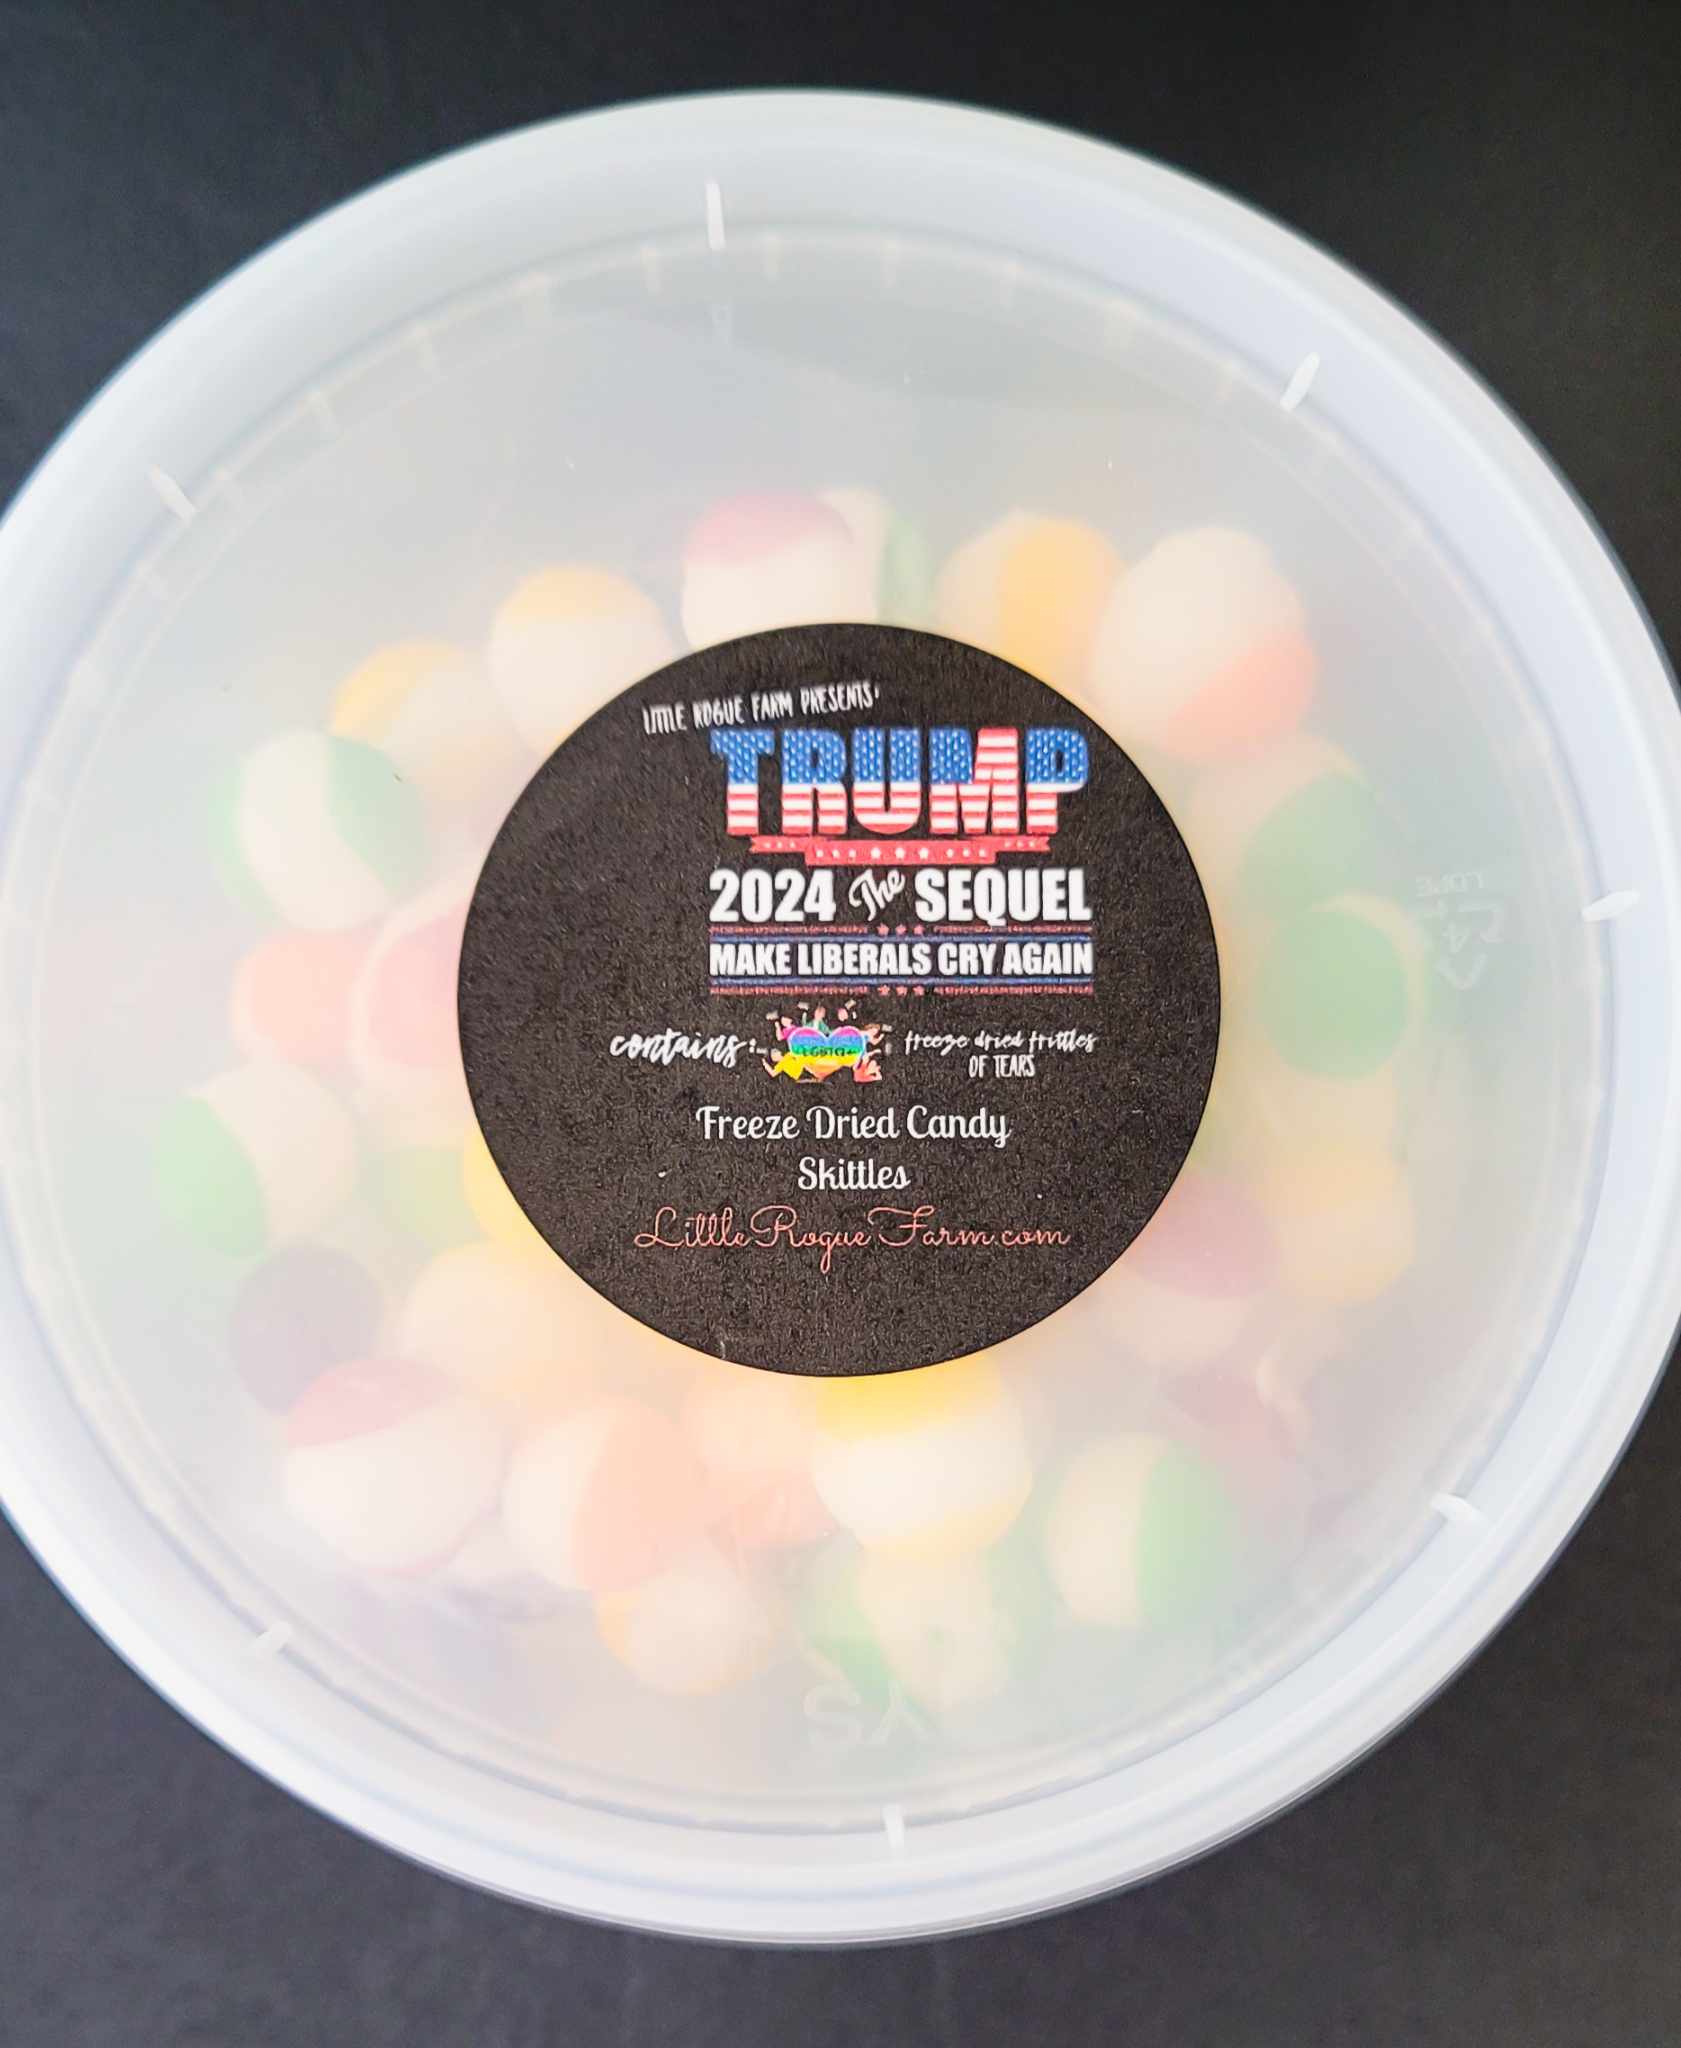 LITTLE ROGUE FARM PRESENTS:
TRUMP
2024 The SEQUEL
MAKE LIBERALS CRY AGAIN
contains: LGBTQ+ freeze dried frittles
OF TEARS
Freeze Dried Candy
Skittles
LittleRogueFarm.com
YS